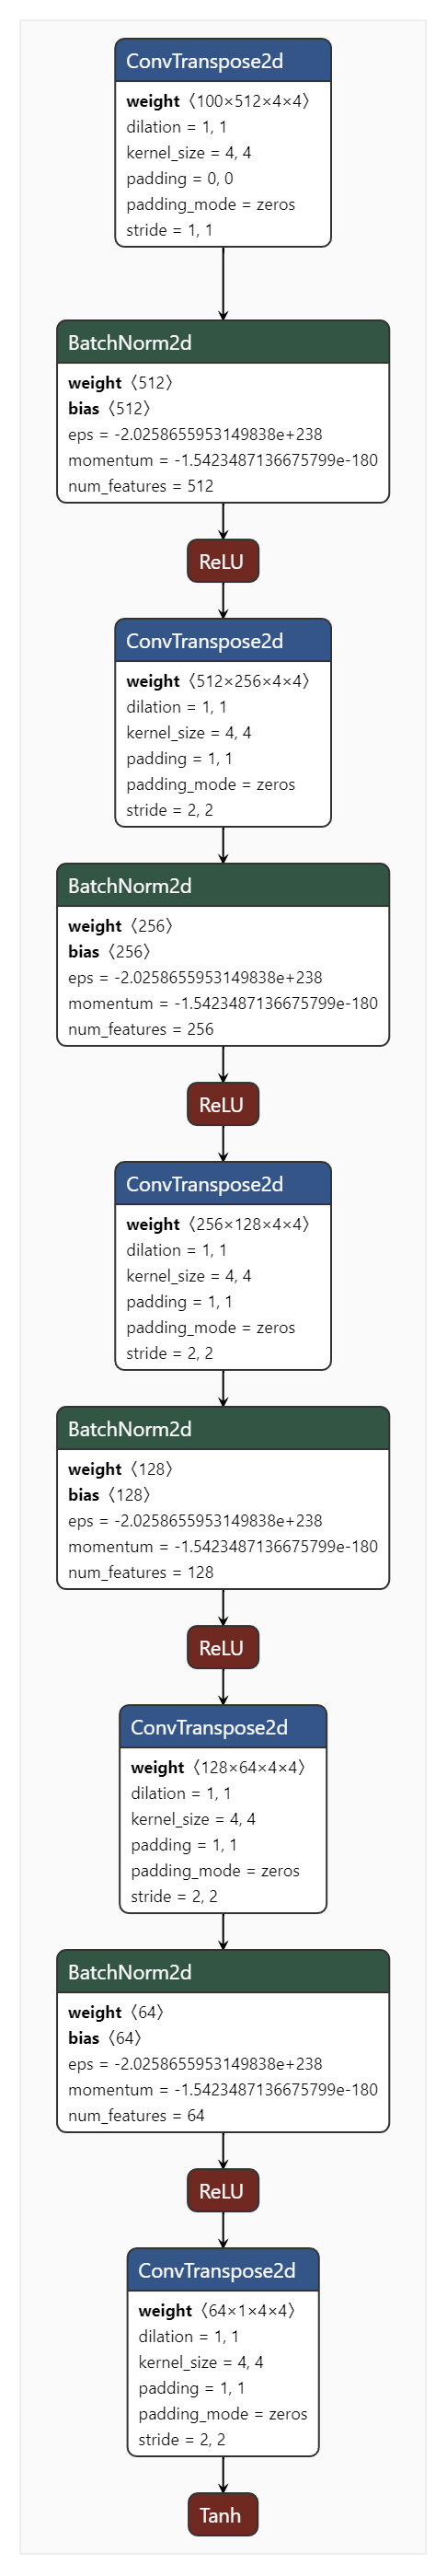 ConvTranspose2d
weight〈100×512×4×4〉
dilation = 1, 1
kernel_size = 4, 4
padding = 0, 0
padding_mode = zeros
stride = 1, 1
BatchNorm2d
weight〈512〉
bias〈512〉
eps = -2.0258655953149838e+238
momentum = -1.5423487136675799e-180
num_features = 512
ReLU
ConvTranspose2d
weight〈512×256×4×4〉
dilation = 1, 1
kernel_size = 4, 4
padding = 1, 1
padding_mode = zeros
stride = 2, 2
BatchNorm2d
weight〈256〉
bias〈256〉
eps = -2.0258655953149838e+238
momentum = -1.5423487136675799e-180
num_features = 256
ReLU
ConvTranspose2d
weight〈256×128×4×4〉
dilation = 1, 1
kernel_size = 4, 4
padding = 1, 1
padding_mode = zeros
stride = 2, 2
BatchNorm2d
weight〈128〉
bias〈128〉
eps = -2.0258655953149838e+238
momentum = -1.5423487136675799e-180
num_features = 128
ReLU
ConvTranspose2d
weight〈128×64×4×4〉
dilation = 1, 1
kernel_size = 4, 4
padding = 1, 1
padding_mode = zeros
stride = 2, 2
BatchNorm2d
weight〈64〉
bias〈64〉
eps = -2.0258655953149838e+238
momentum = -1.5423487136675799e-180
num_features = 64
ReLU
ConvTranspose2d
weight〈64×1×4×4〉
dilation = 1, 1
kernel_size = 4, 4
padding = 1, 1
padding_mode = zeros
stride = 2, 2
Tanh